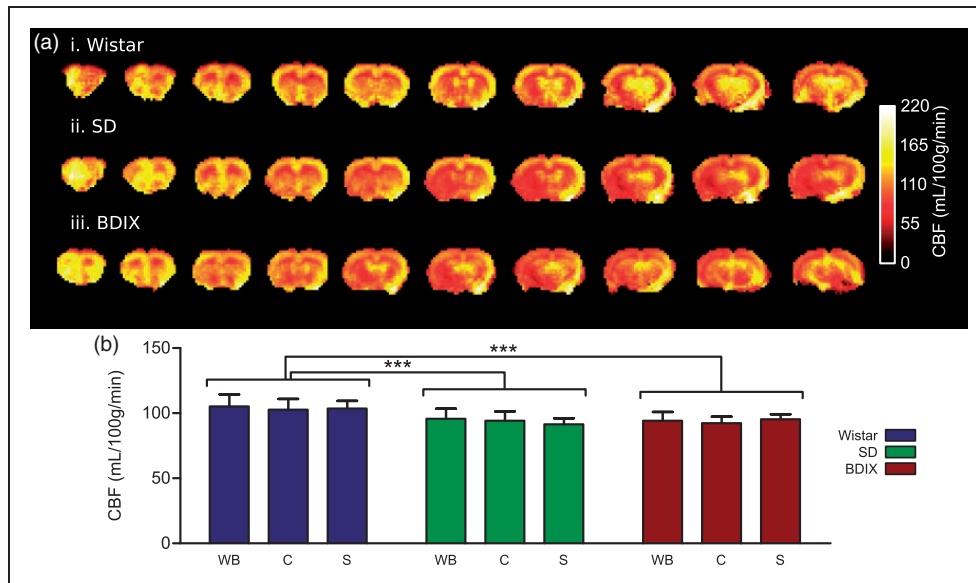 (a)
i. Wistar
ii. SD
iii. BDIX
220
165
110
55
0
CBF (mL/100g/min)
(b)
150
100
50
0
CBF (mL/100g/min)
***
***
WB C S WB C S WB C S
Wistar
SD
BDIX